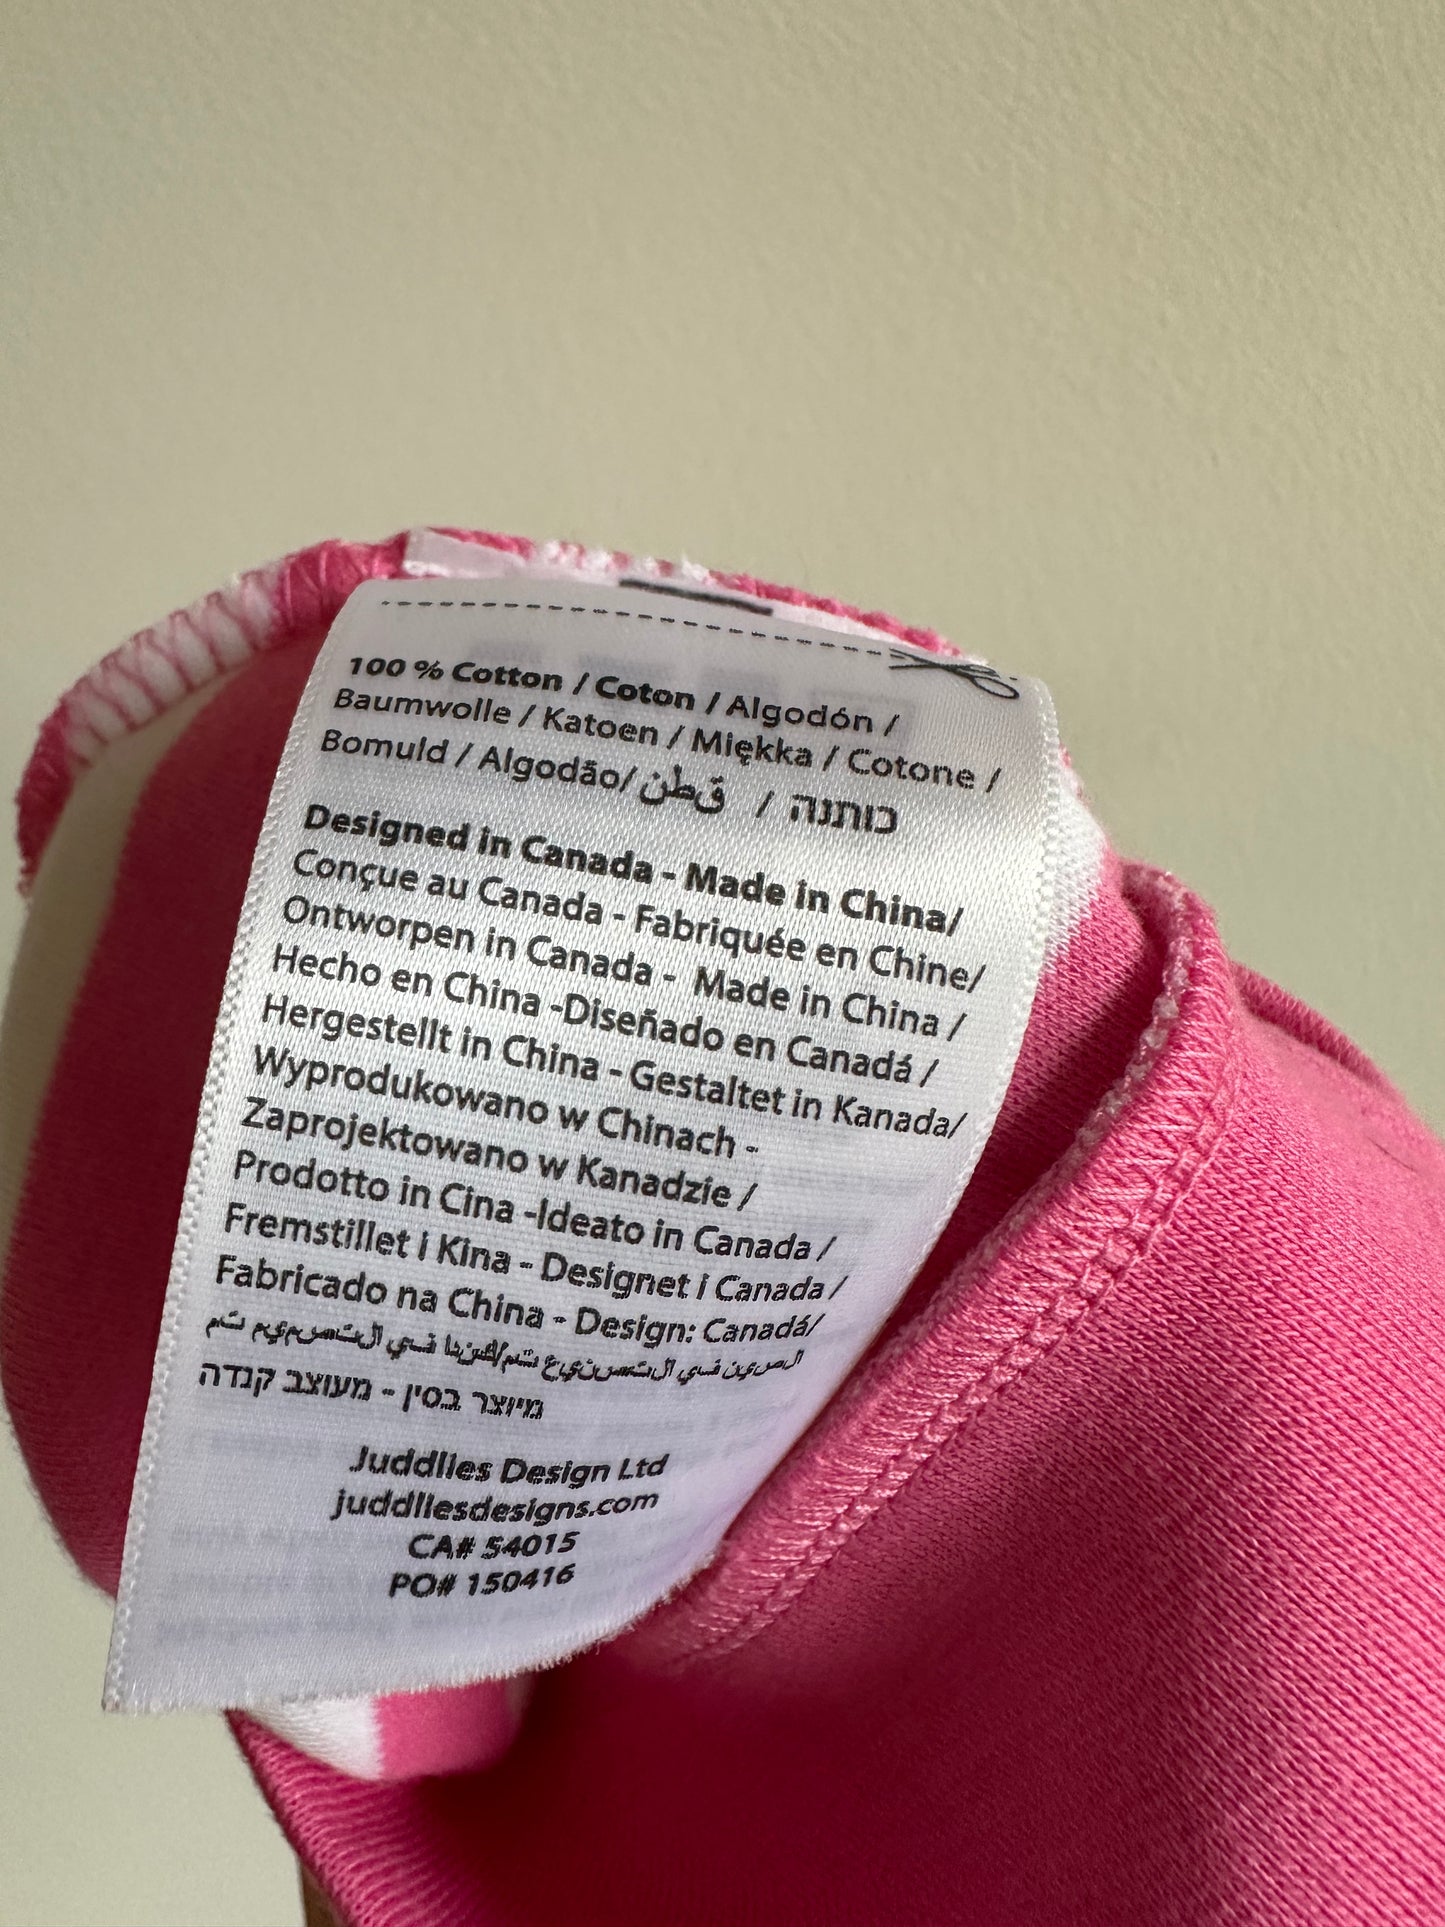 100 % Cotton / Coton / Algodón /
Baumwolle / Katoen / Miękka / Cotone /
Bomuld / Algodão/ قطن / כותנה
Designed in Canada - Made in China/
Conçue au Canada - Fabriquée en Chine/
Ontworpen in Canada - Made in China /
Hecho en China -Diseñado en Canadá /
Hergestellt in China - Gestaltet in Kanada/
Wyprodukowano w Chinach -
Zaprojektowano w Kanadzie /
Prodotto in Cina -Ideato in Canada /
Fremstillet i Kina - Designet i Canada /
Fabricado na China - Design: Canadá/
מיוצר בסין - מעוצב קנדה
Juddlies Design Ltd
juddliesdesigns.com
CA# 54015
PO# 150416